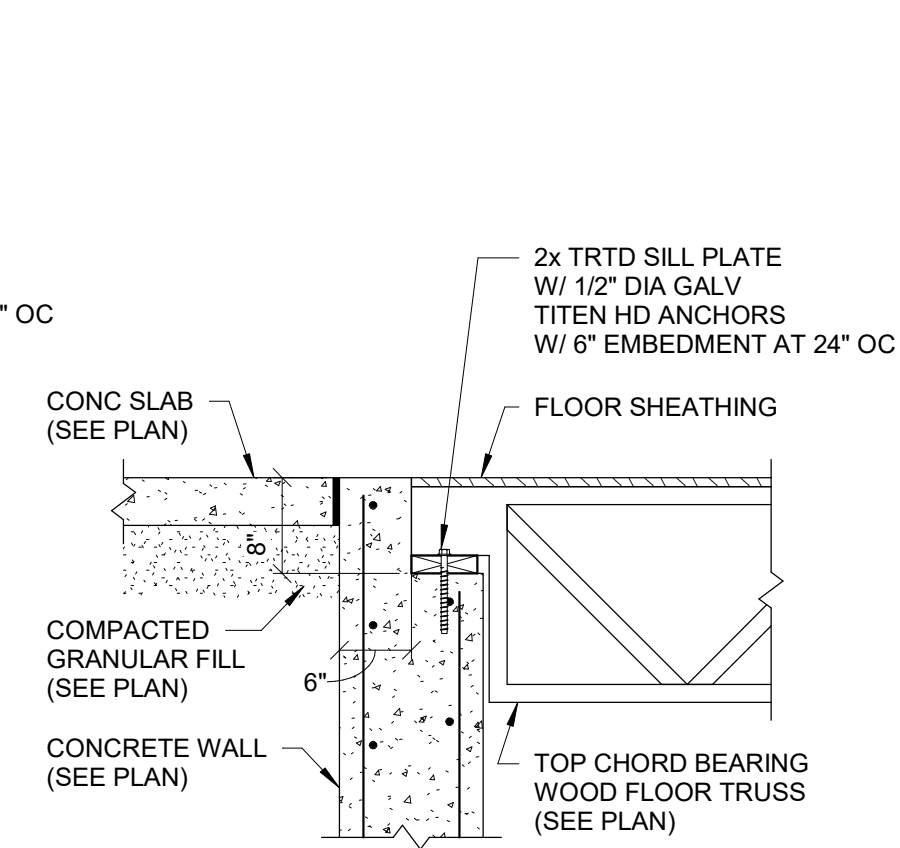 2x TRTD SILL PLATE
W/ 1/2" DIA GALV
TITEN HD ANCHORS
W/ 6" EMBEDMENT AT 24" OC
" OC
CONC SLAB
(SEE PLAN)
FLOOR SHEATHING
8"
COMPACTED
GRANULAR FILL
(SEE PLAN)
6"
CONCRETE WALL
(SEE PLAN)
TOP CHORD BEARING
WOOD FLOOR TRUSS
(SEE PLAN)